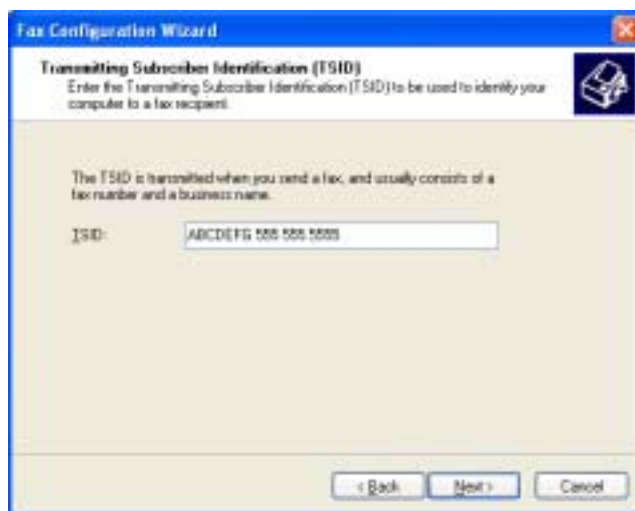 Fax Configuration Wizard
Transmitting Subscriber Identification (TSID)
Enter the Transmitting Subscriber Identification (TSID) to be used to identify your
computer to a fax recipient.
The TSID is transmitted when you send a fax, and usually consists of a
fax number and a business name.
TSID:
ABCDEFG 555 555 5555
< Back
Next >
Cancel